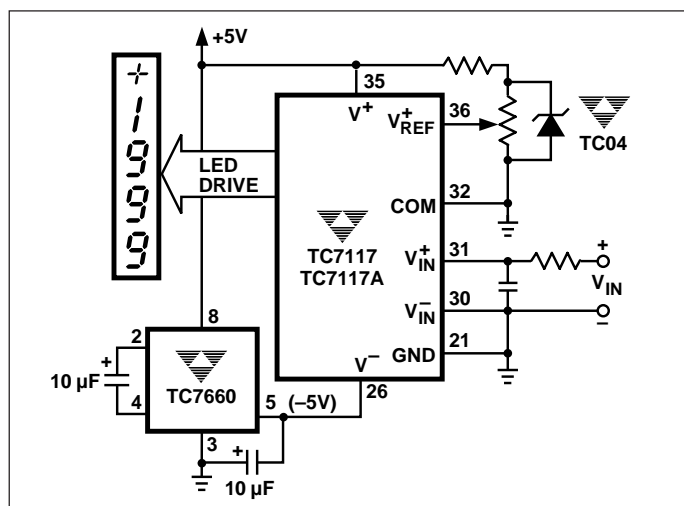 +5V
35
V+
36
V+REF
TC04
+1999
LED
DRIVE
32
COM
TC7117
TC7117A
31
V+IN
+
VIN
30
V–IN
–
21
GND
V–
26
8
2
+
10 µF
4
TC7660
5 (–5V)
3
+
10 µF